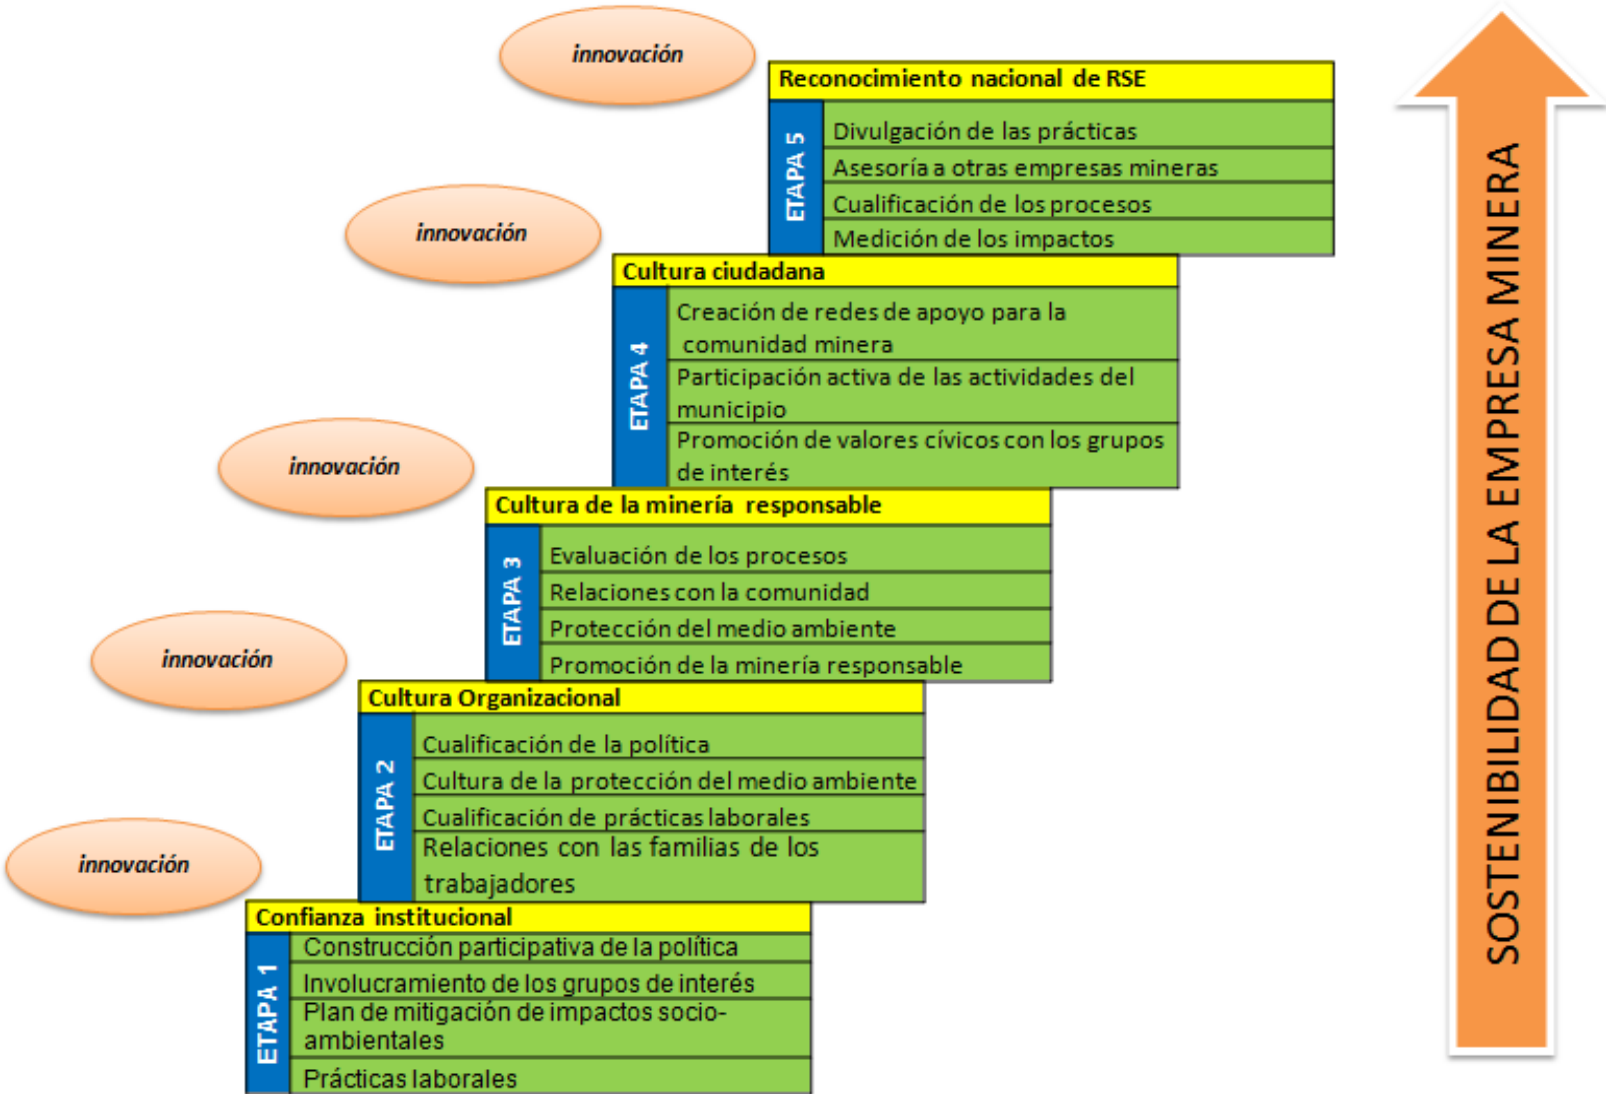 innovación
Reconocimiento nacional de RSE
ETAPA 5
Divulgación de las prácticas
Asesoría a otras empresas mineras
Cualificación de los procesos
Medición de los impactos
innovación
Cultura ciudadana
ETAPA 4
Creación de redes de apoyo para la
comunidad minera
Participación activa de las actividades del
municipio
Promoción de valores cívicos con los grupos
de interés
innovación
Cultura de la minería responsable
ETAPA 3
Evaluación de los procesos
Relaciones con la comunidad
Protección del medio ambiente
Promoción de la minería responsable
innovación
Cultura Organizacional
ETAPA 2
Cualificación de la política
Cultura de la protección del medio ambiente
Cualificación de prácticas laborales
Relaciones con las familias de los
trabajadores
innovación
Confianza institucional
ETAPA 1
Construcción participativa de la política
Involucramiento de los grupos de interés
Plan de mitigación de impactos socio-
ambientales
Prácticas laborales
SOSTENIBILIDAD DE LA EMPRESA MINERA